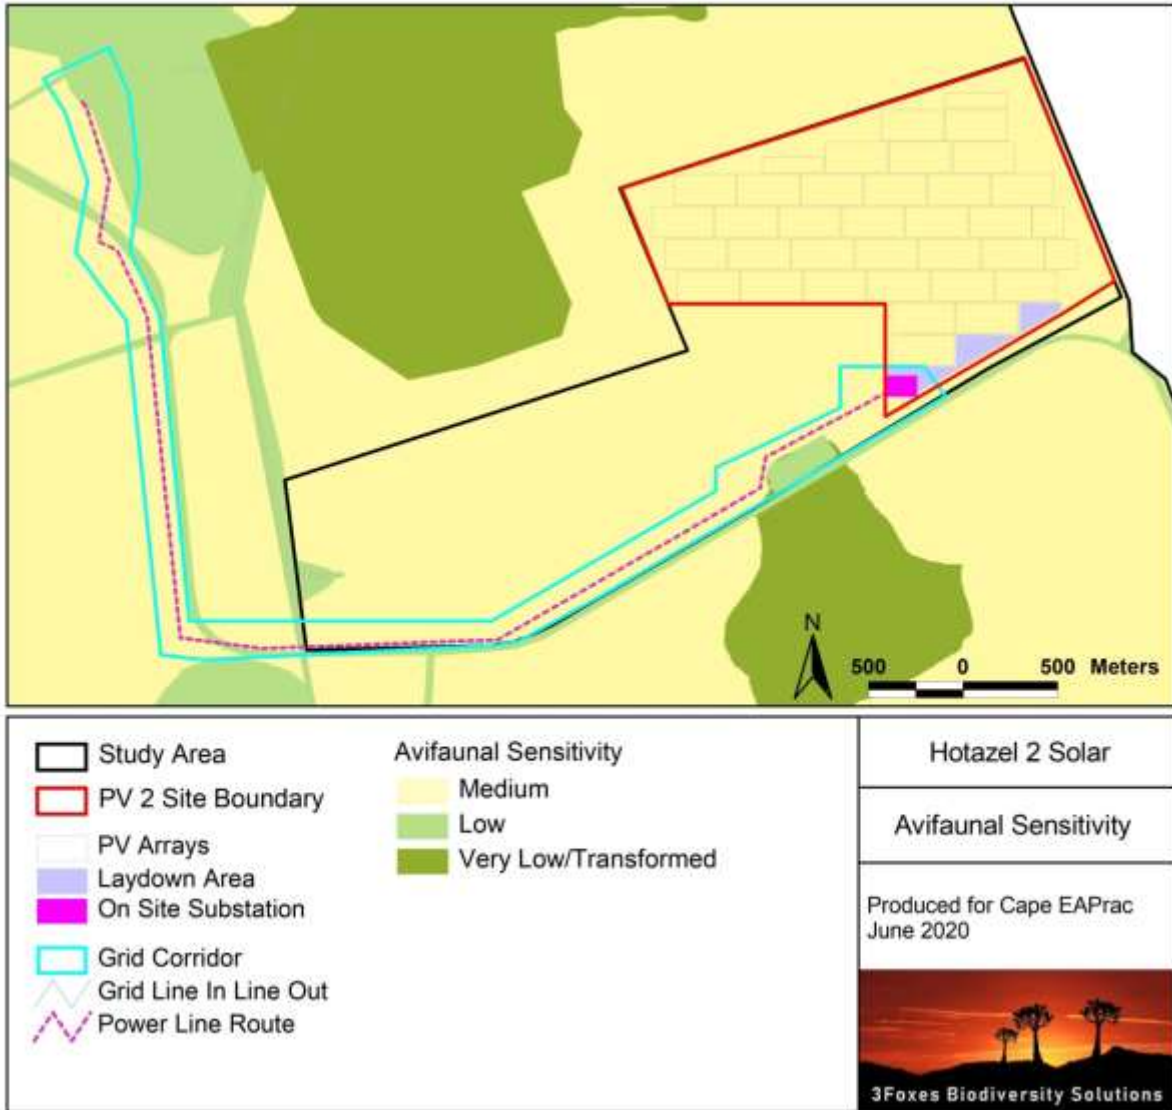 N
500 0 500 Meters
Study Area
PV 2 Site Boundary
PV Arrays
Laydown Area
On Site Substation
Grid Corridor
Grid Line In Line Out
Power Line Route
Avifaunal Sensitivity
Medium
Low
Very Low/Transformed
Hotazel 2 Solar
Avifaunal Sensitivity
Produced for Cape EAPrac
June 2020
3Foxes Biodiversity Solutions